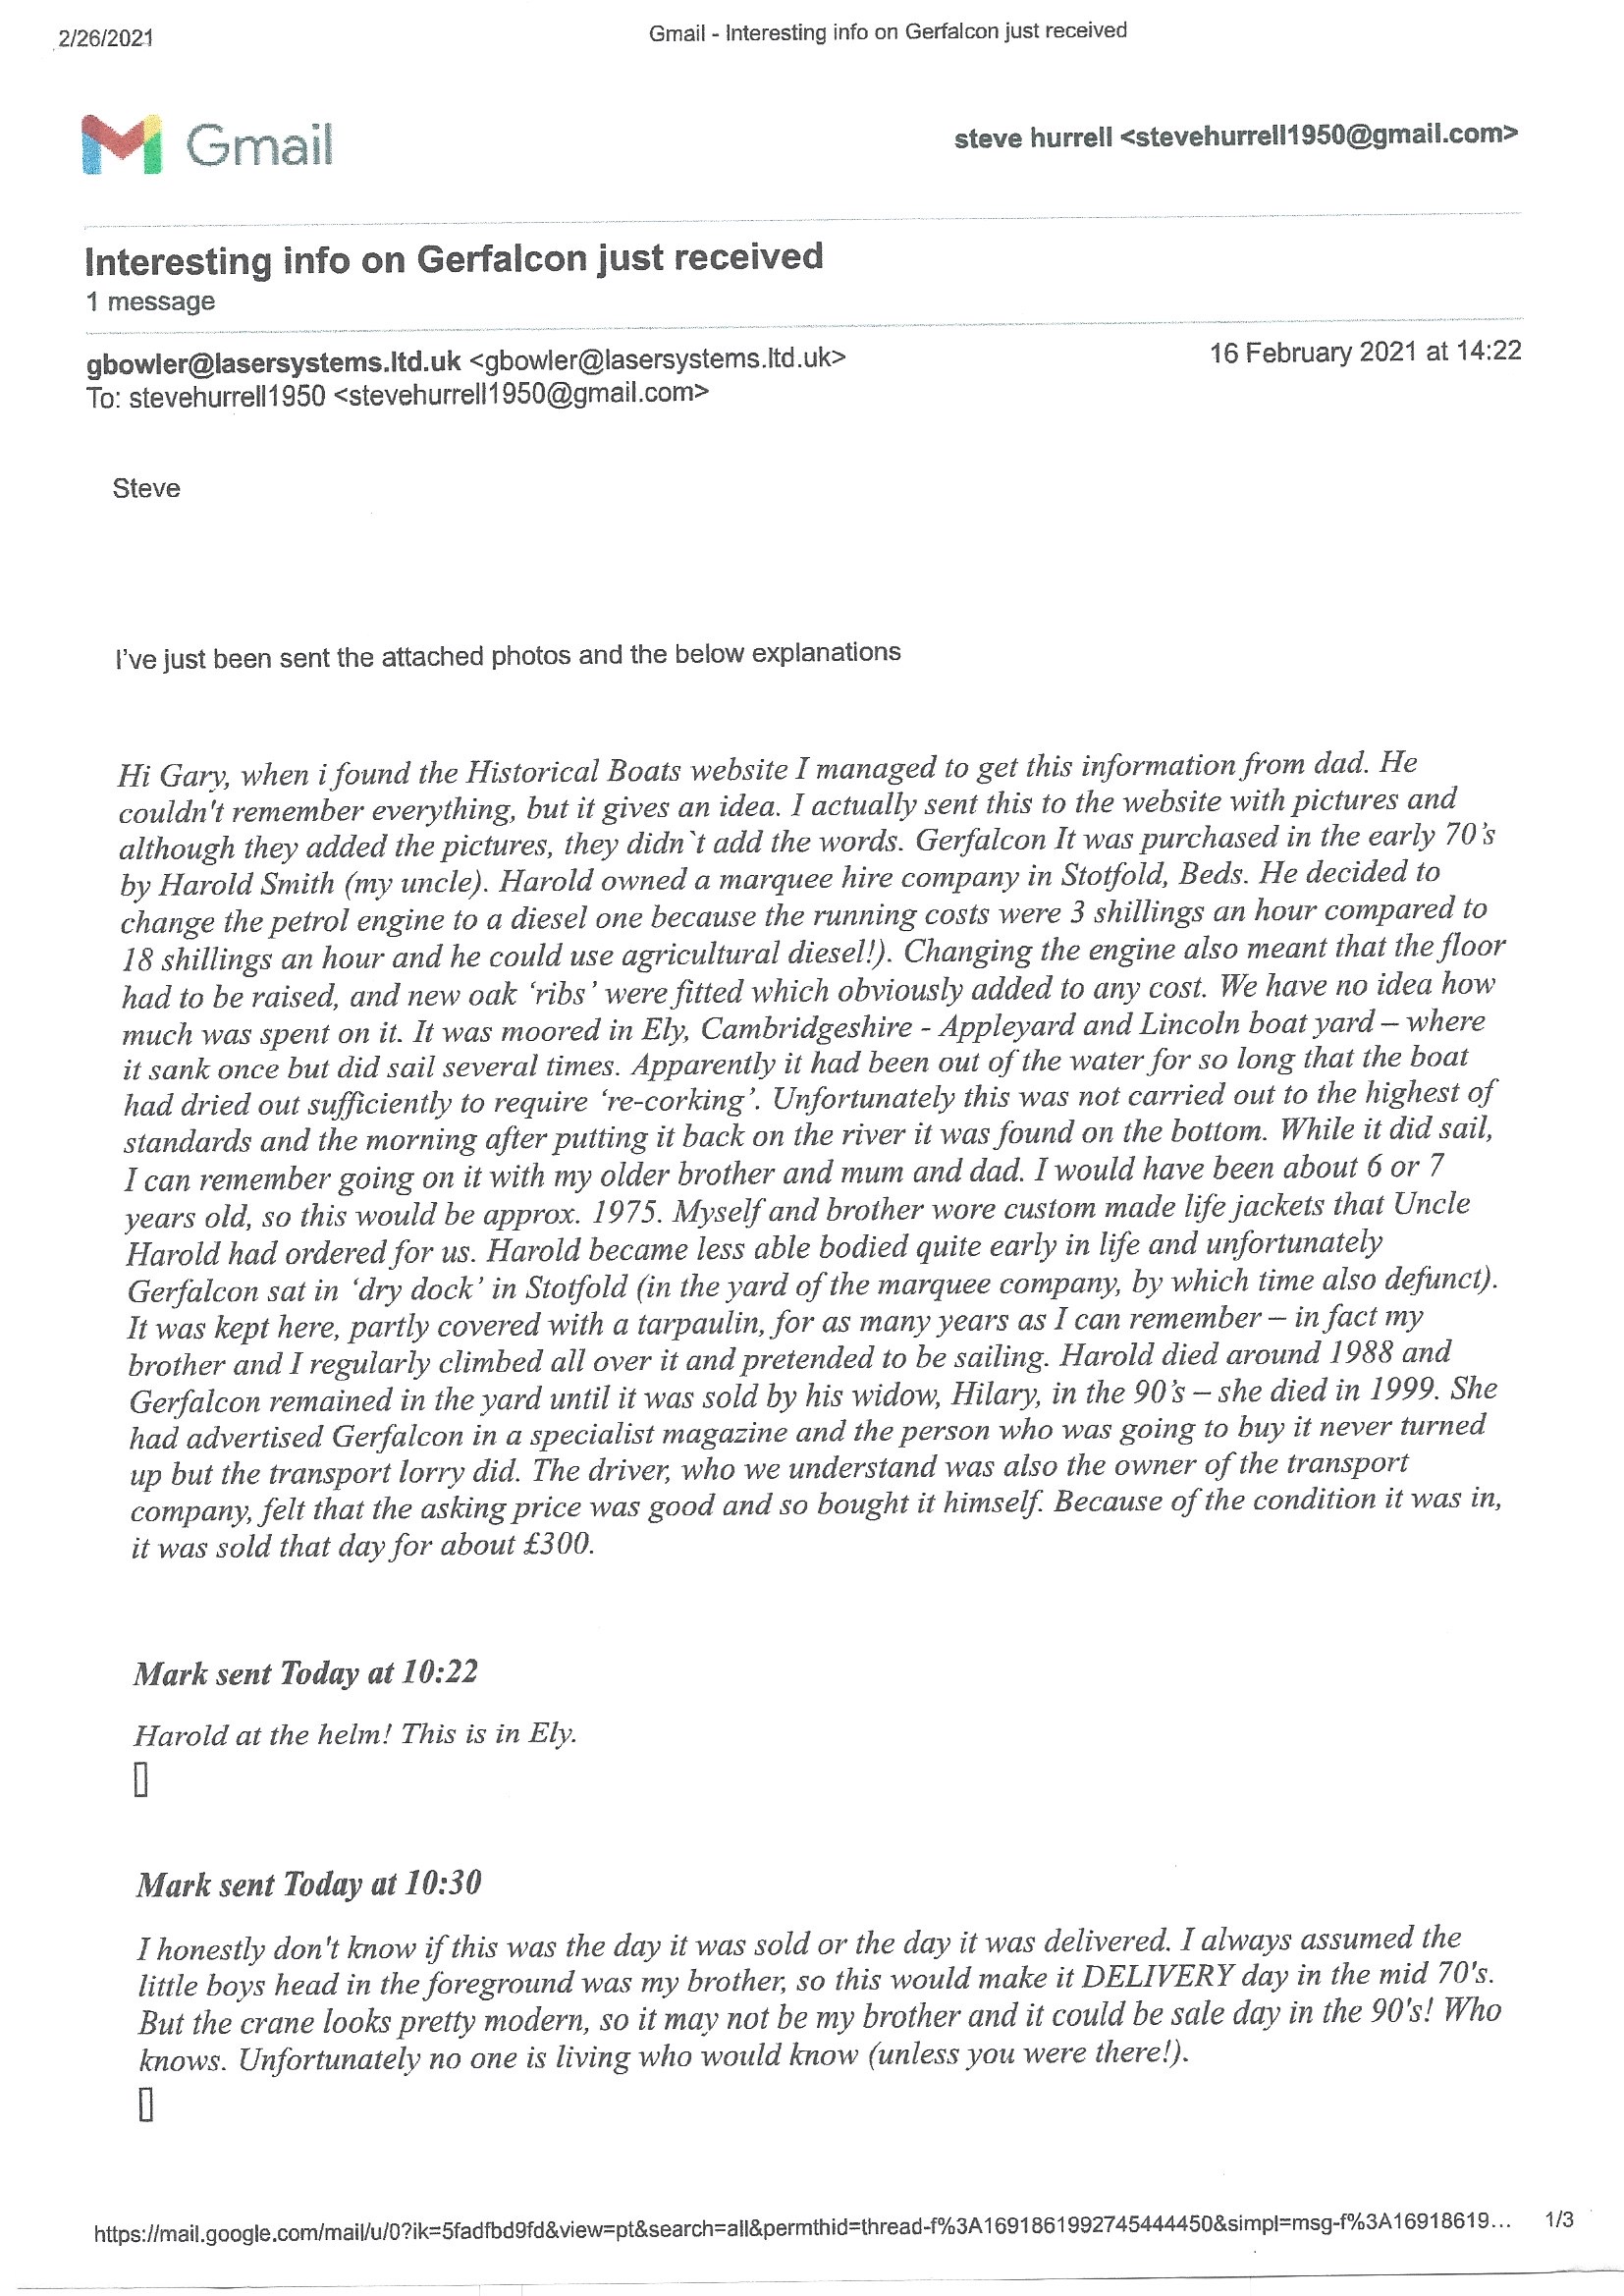 2/26/2021
Gmail - Interesting info on Gerfalcon just received
Gmail
steve hurrell <stevehurrell1950@gmail.com>
Interesting info on Gerfalcon just received
1 message
gbowler@lasersystems.ltd.uk <gbowler@lasersystems.ltd.uk>
16 February 2021 at 14:22
To: stevehurrell1950 <stevehurrell1950@gmail.com>
Steve
I've just been sent the attached photos and the below explanations
Hi Gary, when i found the Historical Boats website I managed to get this information from dad. He
couldn't remember everything, but it gives an idea. I actually sent this to the website with pictures and
although they added the pictures, they didn`t add the words. Gerfalcon It was purchased in the early 70's
by Harold Smith (my uncle). Harold owned a marquee hire company in Stotfold, Beds. He decided to
change the petrol engine to a diesel one because the running costs were 3 shillings an hour compared to
18 shillings an hour and he could use agricultural diesel!). Changing the engine also meant that the floor
had to be raised, and new oak 'ribs' were fitted which obviously added to any cost. We have no idea how
much was spent on it. It was moored in Ely, Cambridgeshire - Appleyard and Lincoln boat yard – where
it sank once but did sail several times. Apparently it had been out of the water for so long that the boat
had dried out sufficiently to require 're-corking'. Unfortunately this was not carried out to the highest of
standards and the morning after putting it back on the river it was found on the bottom. While it did sail,
I can remember going on it with my older brother and mum and dad. I would have been about 6 or 7
years old, so this would be approx. 1975. Myself and brother wore custom made life jackets that Uncle
Harold had ordered for us. Harold became less able bodied quite early in life and unfortunately
Gerfalcon sat in 'dry dock' in Stotfold (in the yard of the marquee company, by which time also defunct).
It was kept here, partly covered with a tarpaulin, for as many years as I can remember – in fact my
brother and I regularly climbed all over it and pretended to be sailing. Harold died around 1988 and
Gerfalcon remained in the yard until it was sold by his widow, Hilary, in the 90's – she died in 1999. She
had advertised Gerfalcon in a specialist magazine and the person who was going to buy it never turned
up but the transport lorry did. The driver, who we understand was also the owner of the transport
company, felt that the asking price was good and so bought it himself. Because of the condition it was in,
it was sold that day for about £300.
Mark sent Today at 10:22
Harold at the helm! This is in Ely.
Mark sent Today at 10:30
I honestly don't know if this was the day it was sold or the day it was delivered. I always assumed the
little boys head in the foreground was my brother, so this would make it DELIVERY day in the mid 70's.
But the crane looks pretty modern, so it may not be my brother and it could be sale day in the 90's! Who
knows. Unfortunately no one is living who would know (unless you were there!).
https://mail.google.com/mail/u/0?ik=5fadfbd9fd&view=pt&search=all&permthid=thread-f%3A1691861992745444450&simpl=msg-f%3A16918619...
1/3